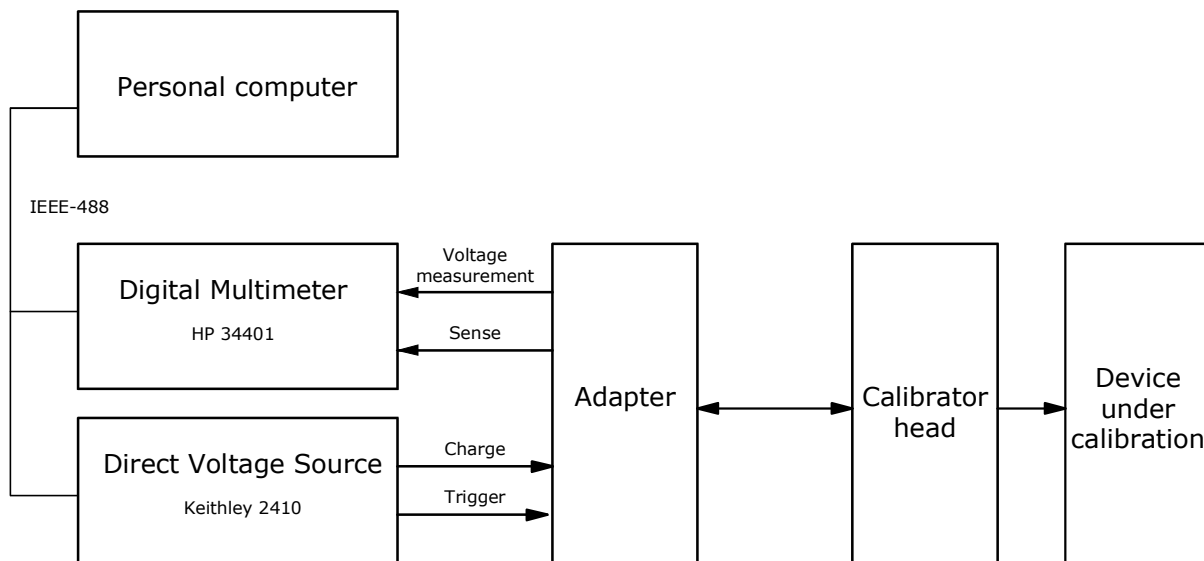 Personal computer
IEEE-488
Digital Multimeter
HP 34401
Voltage
measurement
Sense
Direct Voltage Source
Keithley 2410
Charge
Trigger
Adapter
Calibrator
head
Device
under
calibration